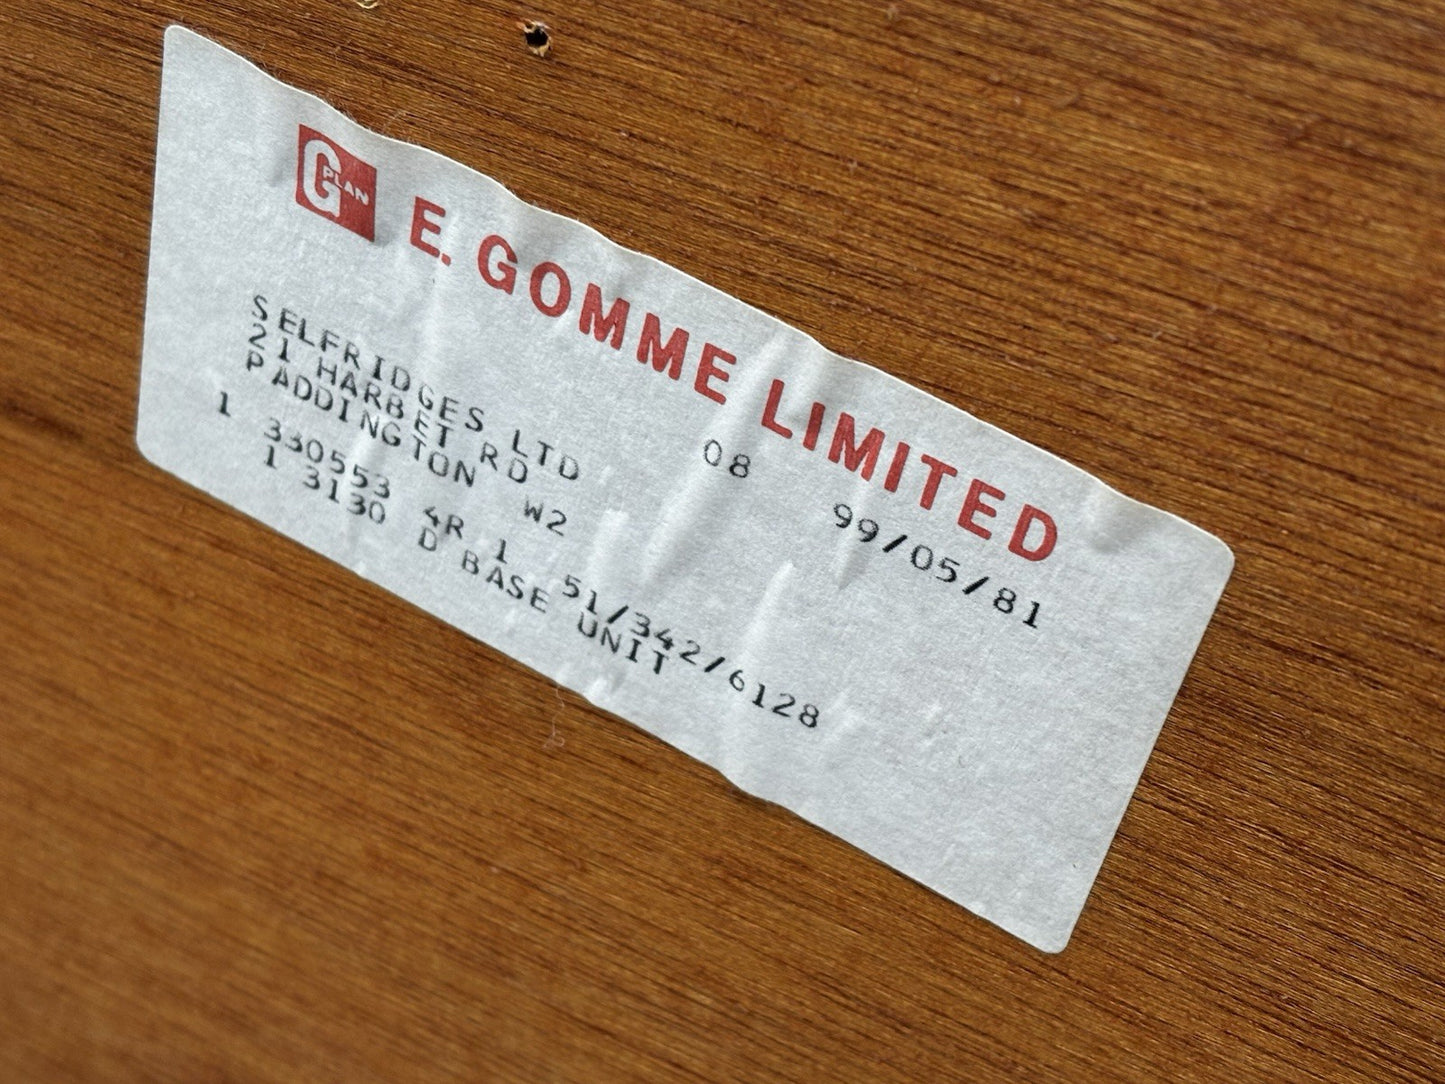 G PLAN
E. GOMME LIMITED
SELFRIDGES LTD 08 99/05/81
21 HARBET RD
PADDINGTON W2
1 330553 4R 1 51/342/6128
1 3130 D BASE UNIT